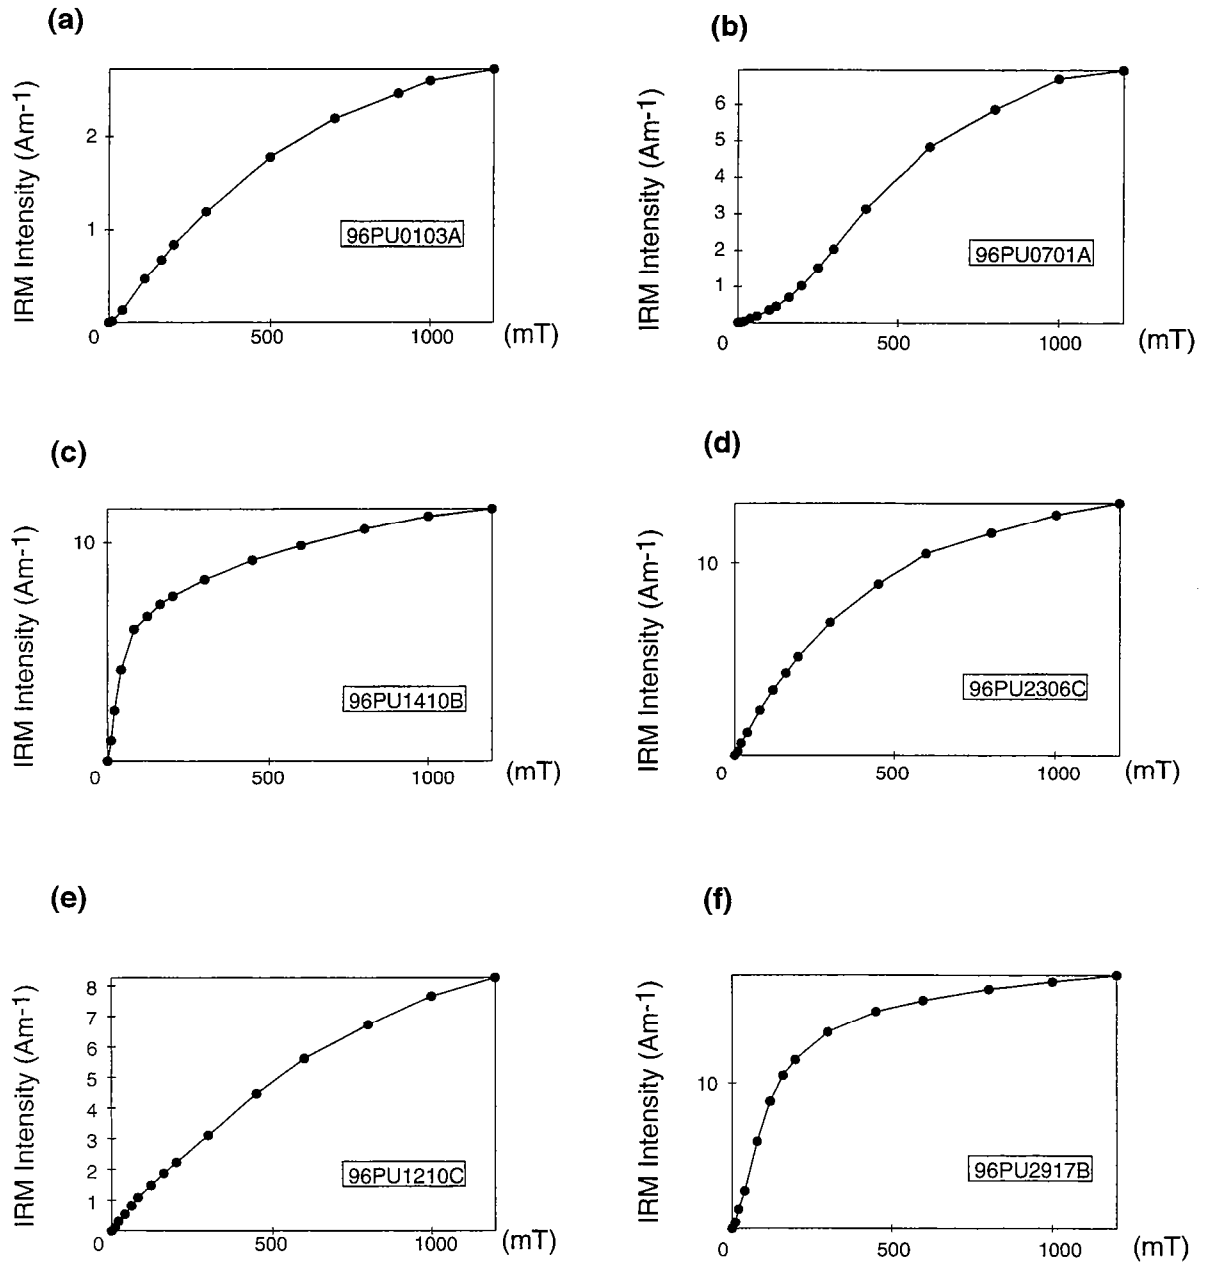 (a)
IRM Intensity (Am-1)
2
1
96PU0103A
0
500
1000
(mT)
(b)
IRM Intensity (Am-1)
6
5
4
3
2
1
96PU0701A
0
500
1000
(mT)
(c)
IRM Intensity (Am-1)
10
96PU1410B
0
500
1000
(mT)
(d)
IRM Intensity (Am-1)
10
96PU2306C
0
500
1000
(mT)
(e)
IRM Intensity (Am-1)
8
7
6
5
4
3
2
1
96PU1210C
0
500
1000
(mT)
(f)
IRM Intensity (Am-1)
10
96PU2917B
0
500
1000
(mT)